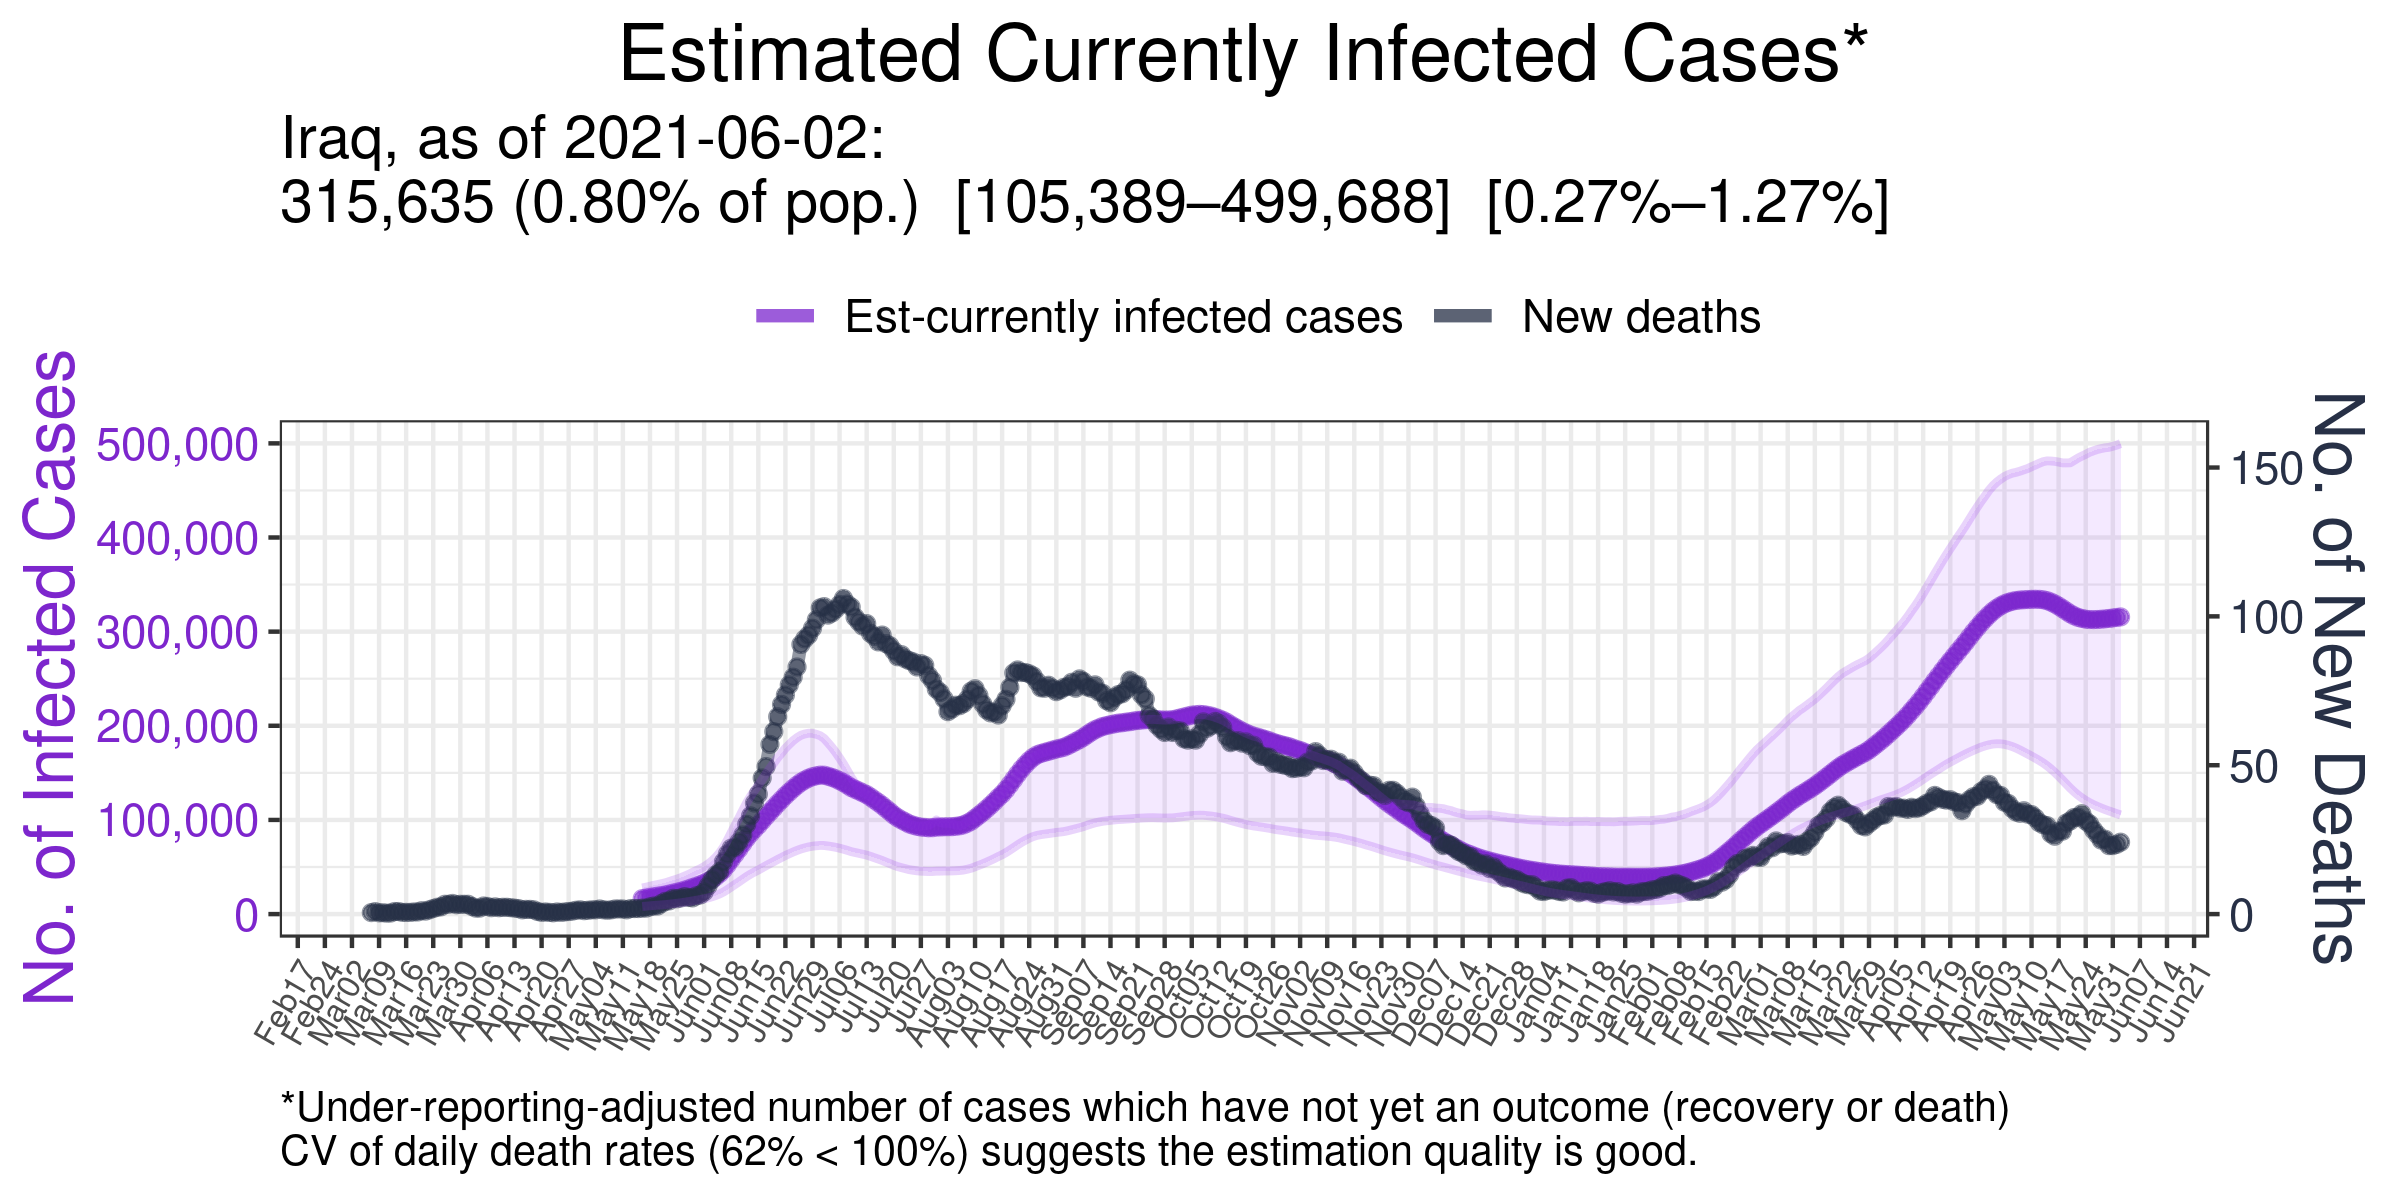 Estimated Currently Infected Cases*
Iraq, as of 2021-06-02:
315,635 (0.80% of pop.)  [105,389–499,688]  [0.27%–1.27%]
Est-currently infected cases
New deaths
No. of Infected Cases
500,000
400,000
300,000
200,000
100,000
0
No. of New Deaths
150
100
50
0
Feb17
Feb24
Mar02
Mar09
Mar16
Mar23
Mar30
Apr06
Apr13
Apr20
Apr27
May04
May11
May18
May25
Jun01
Jun08
Jun15
Jun22
Jun29
Jul06
Jul13
Jul20
Jul27
Aug03
Aug10
Aug17
Aug24
Aug31
Sep07
Sep14
Sep21
Sep28
Oct05
Oct12
Oct19
Oct26
Nov02
Nov09
Nov16
Nov23
Nov30
Dec07
Dec14
Dec21
Dec28
Jan04
Jan11
Jan18
Jan25
Feb01
Feb08
Feb15
Feb22
Mar01
Mar08
Mar15
Mar22
Mar29
Apr05
Apr12
Apr19
Apr26
May03
May10
May17
May24
May31
Jun07
Jun14
Jun21
*Under-reporting-adjusted number of cases which have not yet an outcome (recovery or death)
CV of daily death rates (62% < 100%) suggests the estimation quality is good.